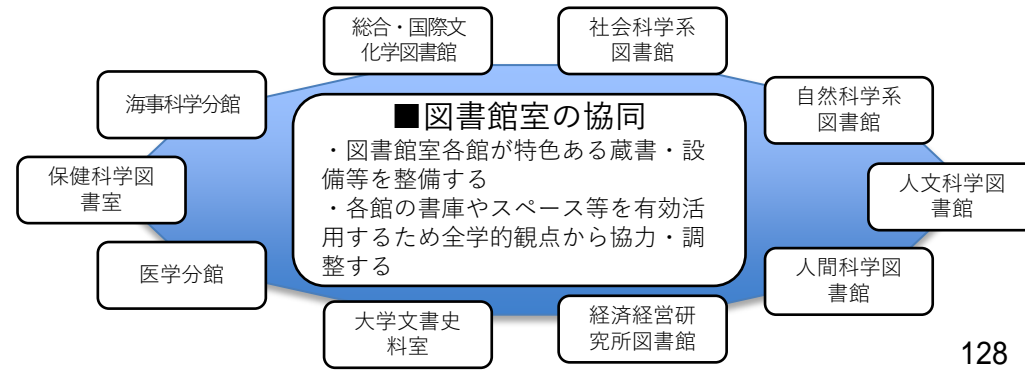 総合・国際文
化学図書館
社会科学系
図書館
海事科学分館
自然科学系
図書館
■図書館室の協同
・図書館室各館が特色ある蔵書・設
備等を整備する
・各館の書庫やスペース等を有効活
用するため全学的観点から協力・調
整する
保健科学図
書室
人文科学図
書館
医学分館
人間科学図
書館
大学文書史
料室
経済経営研
究所図書館
128